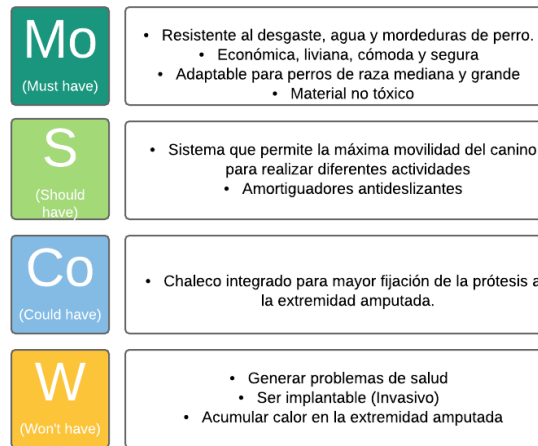 Mo
(Must have)
• Resistente al desgaste, agua y mordeduras de perro.
• Económica, liviana, cómoda y segura
• Adaptable para perros de raza mediana y grande
• Material no tóxico
S
(Should
have)
• Sistema que permite la máxima movilidad del canino
para realizar diferentes actividades
• Amortiguadores antideslizantes
Co
(Could have)
• Chaleco integrado para mayor fijación de la prótesis a
la extremidad amputada.
W
(Won't have)
• Generar problemas de salud
• Ser implantable (Invasivo)
• Acumular calor en la extremidad amputada